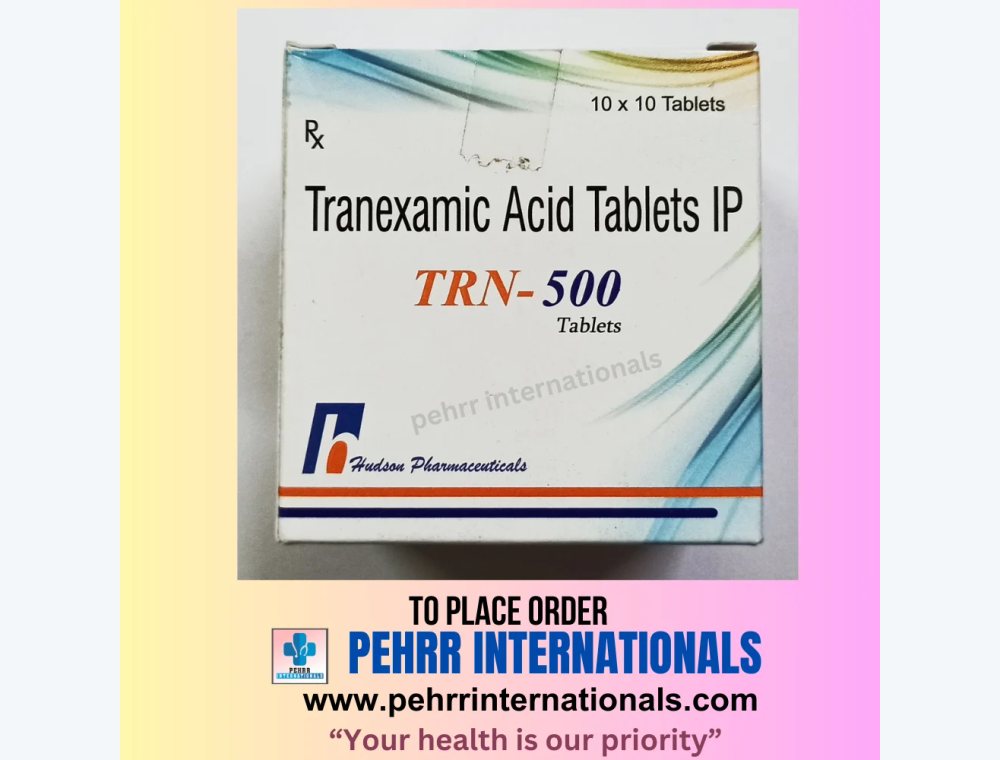 10 x 10 Tablets
Rx
Tranexamic Acid Tablets IP
TRN-500
Tablets
pehrr internationals
Hudson Pharmaceuticals
TO PLACE ORDER
PEHRR INTERNATIONALS
PEHRR
INTERNATIONALS
www.pehrrinternationals.com
“Your health is our priority”